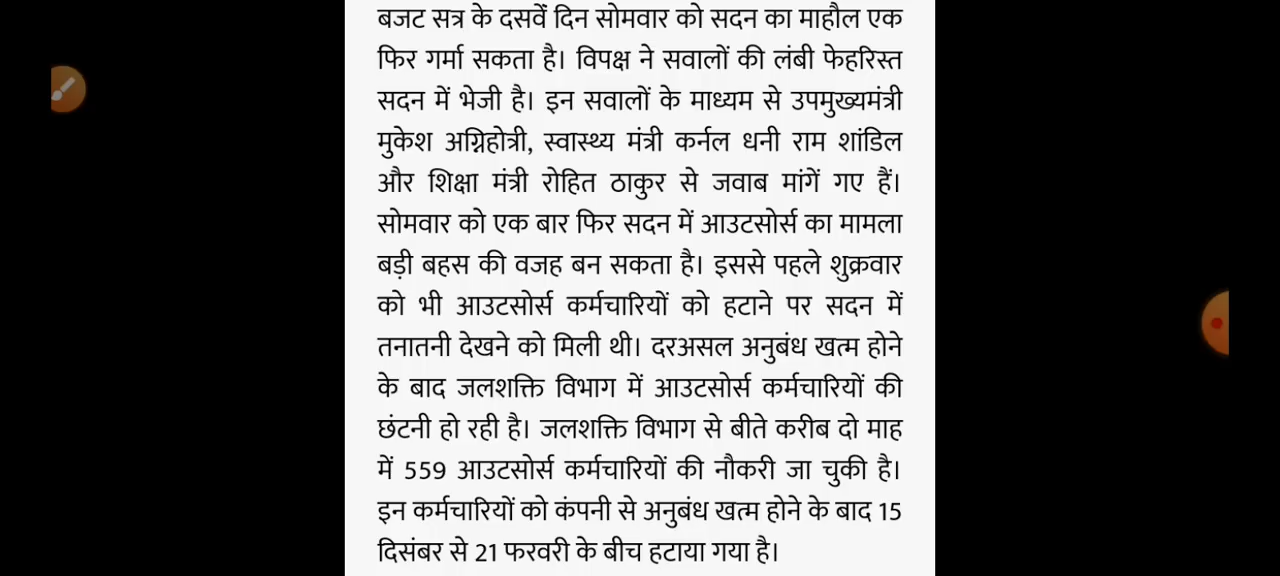 बजट सत्र के दसवें दिन सोमवार को सदन का माहौल एक
फिर गर्मा सकता है। विपक्ष ने सवालों की लंबी फेहरिस्त
सदन में भेजी है। इन सवालों के माध्यम से उपमुख्यमंत्री
मुकेश अग्निहोत्री, स्वास्थ्य मंत्री कर्नल धनी राम शांडिल
और शिक्षा मंत्री रोहित ठाकुर से जवाब मांगें गए हैं।
सोमवार को एक बार फिर सदन में आउटसोर्स का मामला
बड़ी बहस की वजह बन सकता है। इससे पहले शुक्रवार
को भी आउटसोर्स कर्मचारियों को हटाने पर सदन में
तनातनी देखने को मिली थी। दरअसल अनुबंध खत्म होने
के बाद जलशक्ति विभाग में आउटसोर्स कर्मचारियों की
छंटनी हो रही है। जलशक्ति विभाग से बीते करीब दो माह
में 559 आउटसोर्स कर्मचारियों की नौकरी जा चुकी है।
इन कर्मचारियों को कंपनी से अनुबंध खत्म होने के बाद 15
दिसंबर से 21 फरवरी के बीच हटाया गया है।